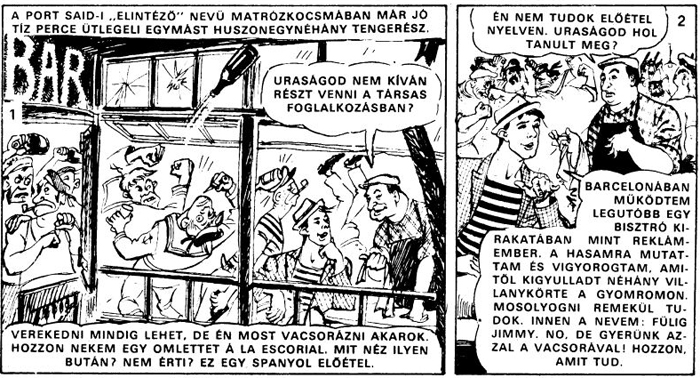 A PORT SAID-I „ELINTÉZŐ” NEVŰ MATRÓZKOCSMÁBAN MÁR JÓ
TÍZ PERCE ÜTLEGELI EGYMÁST HUSZONEGYNÉHÁNY TENGERÉSZ.
BAR
1
URASÁGOD NEM KÍVÁN
RÉSZT VENNI A TÁRSAS
FOGLALKOZÁSBAN?
VEREKEDNI MINDIG LEHET, DE ÉN MOST VACSORÁZNI AKAROK.
HOZZON NEKEM EGY OMLETTET Á LA ESCORIAL. MIT NÉZ ILYEN
BUTÁN? NEM ÉRTI? EZ EGY SPANYOL ELŐÉTEL.
2
ÉN NEM TUDOK ELŐÉTEL
NYELVEN. URASÁGOD HOL
TANULT MEG?
BARCELONÁBAN
MŰKÖDTEM
LEGUTÓBB EGY
BISZTRÓ KI-
RAKATÁBAN MINT REKLÁM-
EMBER. A HASAMRA MUTAT-
TAM ÉS VIGYOROGTAM, AMI-
TŐL KIGYULLADT NÉHÁNY VIL-
LANYKÖRTE A GYOMROMON.
MOSOLYOGNI REMEKÜL TU-
DOK. INNEN A NEVEM: FÜLIG
JIMMY. NO, DE GYERÜNK AZ-
ZAL A VACSORÁVAL! HOZZON,
AMIT TUD.